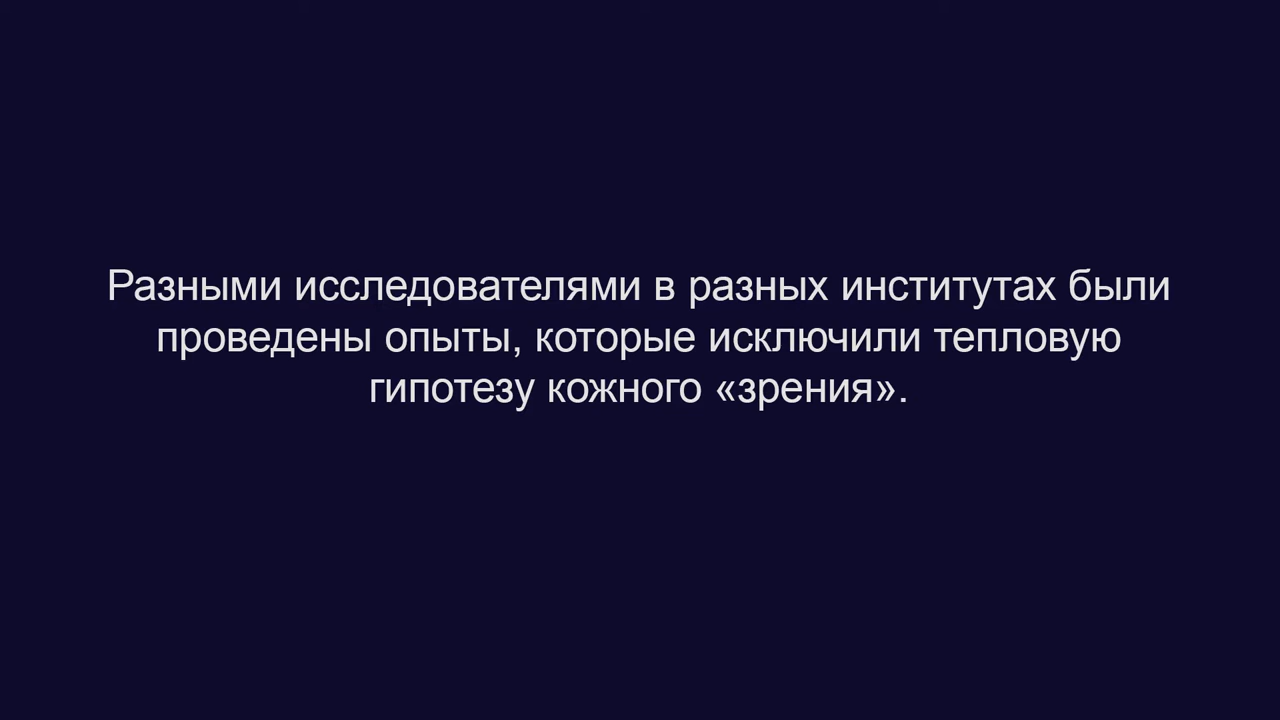 Разными исследователями в разных институтах были
проведены опыты, которые исключили тепловую
гипотезу кожного «зрения».